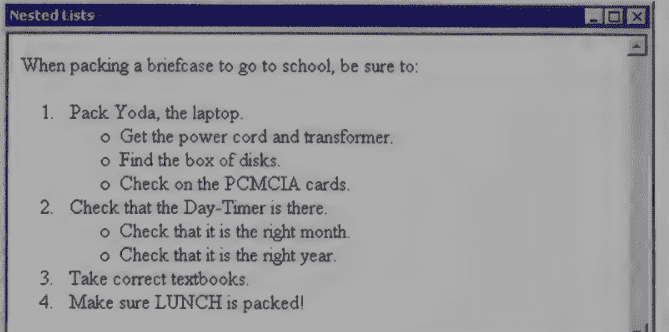 Nested Lists
When packing a briefcase to go to school, be sure to:
1. Pack Yoda, the laptop.
o Get the power cord and transformer.
o Find the box of disks.
o Check on the PCMCIA cards.
2. Check that the Day-Timer is there.
o Check that it is the right month.
o Check that it is the right year.
3. Take correct textbooks.
4. Make sure LUNCH is packed!